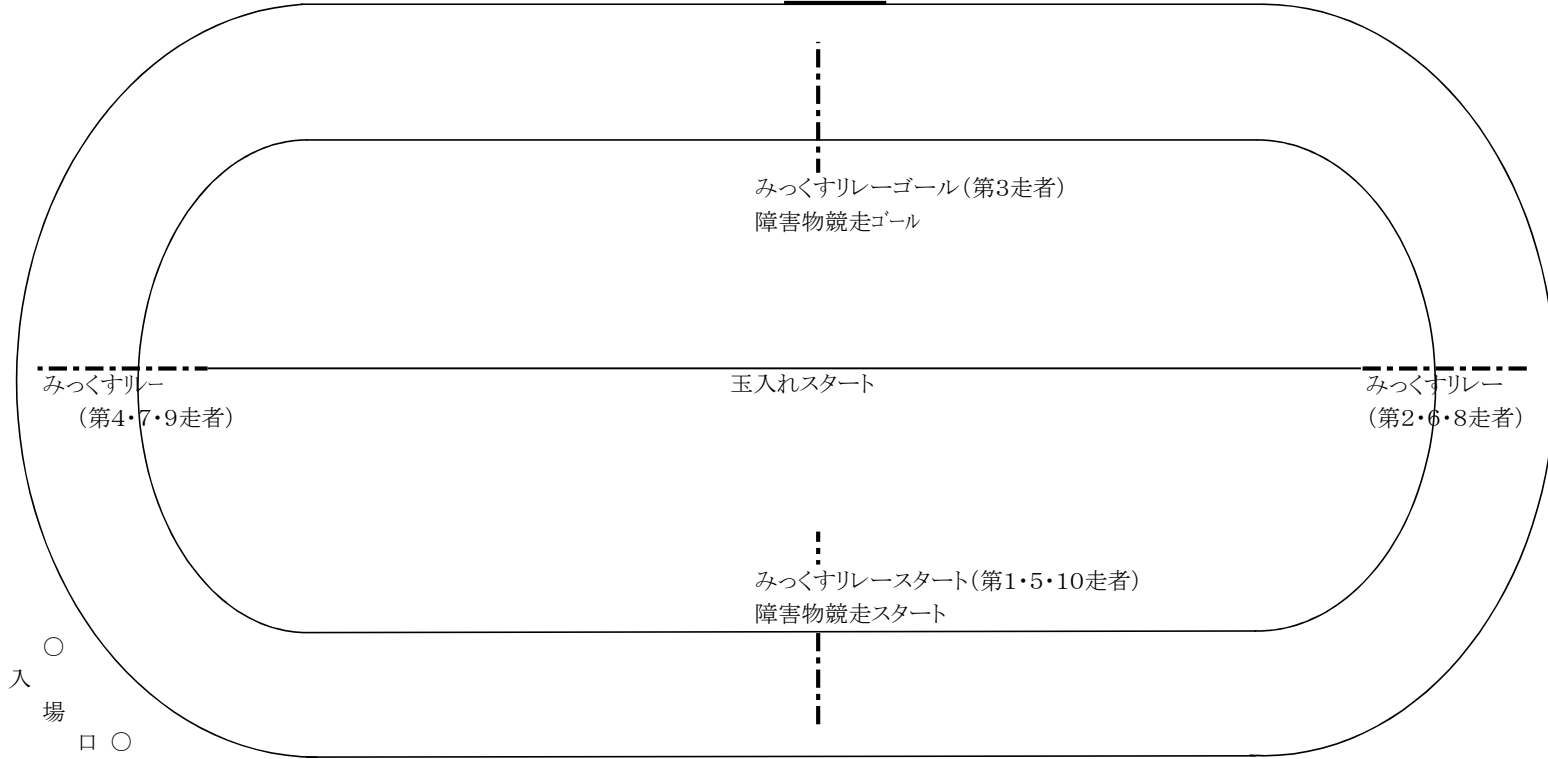 みっくすリレーゴール(第3走者)
障害物競走ゴール
みっくすリレー
(第4・7・9走者)
玉入れスタート
みっくすリレー
(第2・6・8走者)
みっくすリレースタート(第1・5・10走者)
障害物競走スタート
○
入
場
口 ○